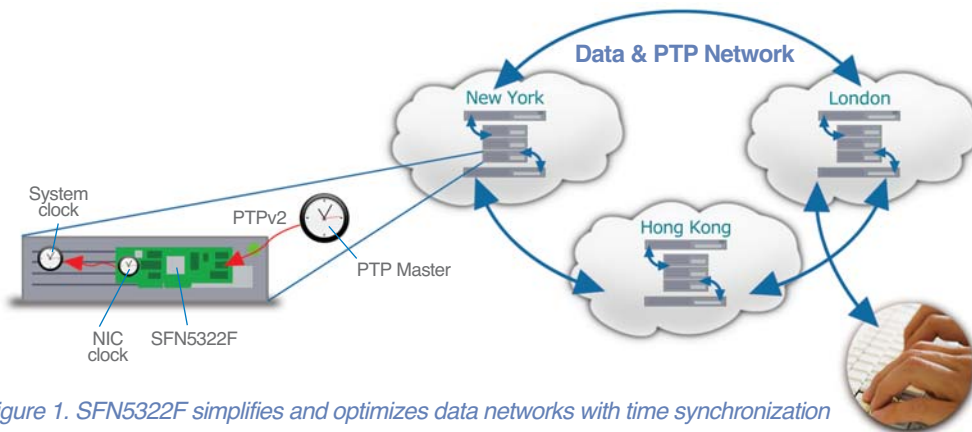 Data & PTP Network
New York
London
System
clock
PTPv2
Hong Kong
PTP Master
NIC
clock
SFN5322F
igure 1. SFN5322F simplifies and optimizes data networks with time synchronization